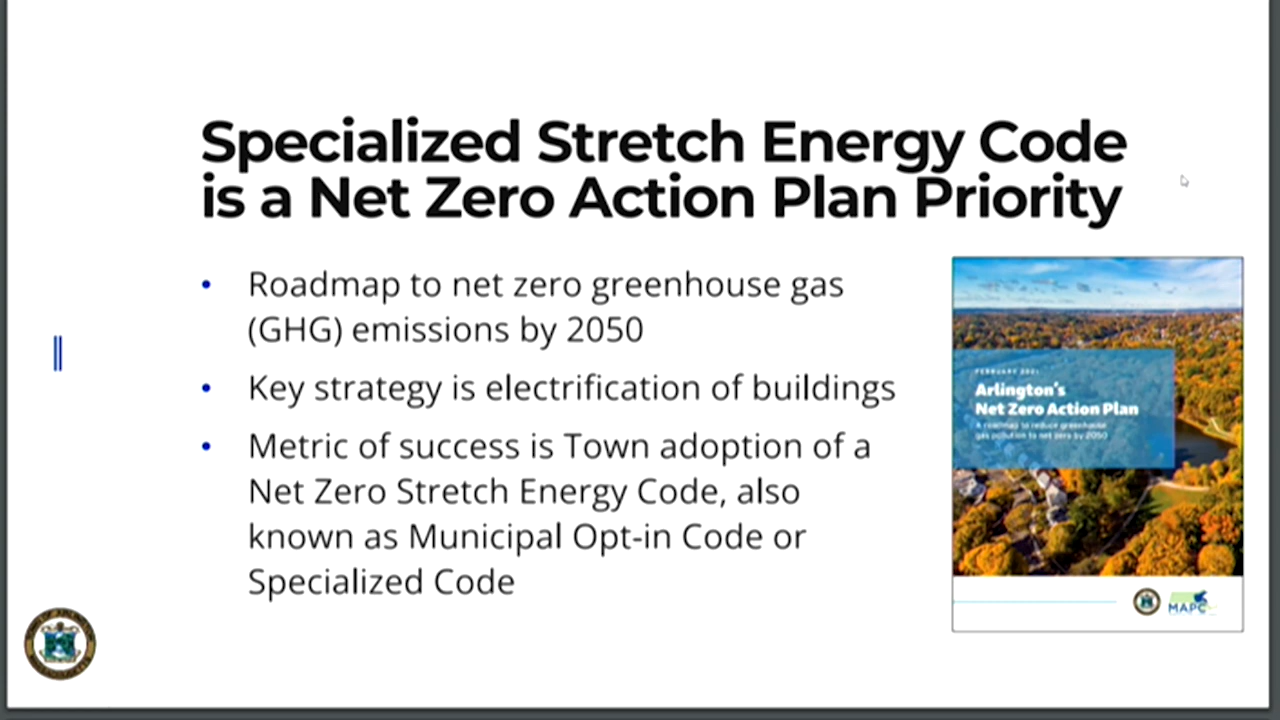 Specialized Stretch Energy Code
is a Net Zero Action Plan Priority
• Roadmap to net zero greenhouse gas
(GHG) emissions by 2050
• Key strategy is electrification of buildings
• Metric of success is Town adoption of a
Net Zero Stretch Energy Code, also
known as Municipal Opt-in Code or
Specialized Code
FEBRUARY 2021
Arlington's
Net Zero Action Plan
A roadmap to reduce greenhouse
gas pollution to net zero by 2050
MAPC